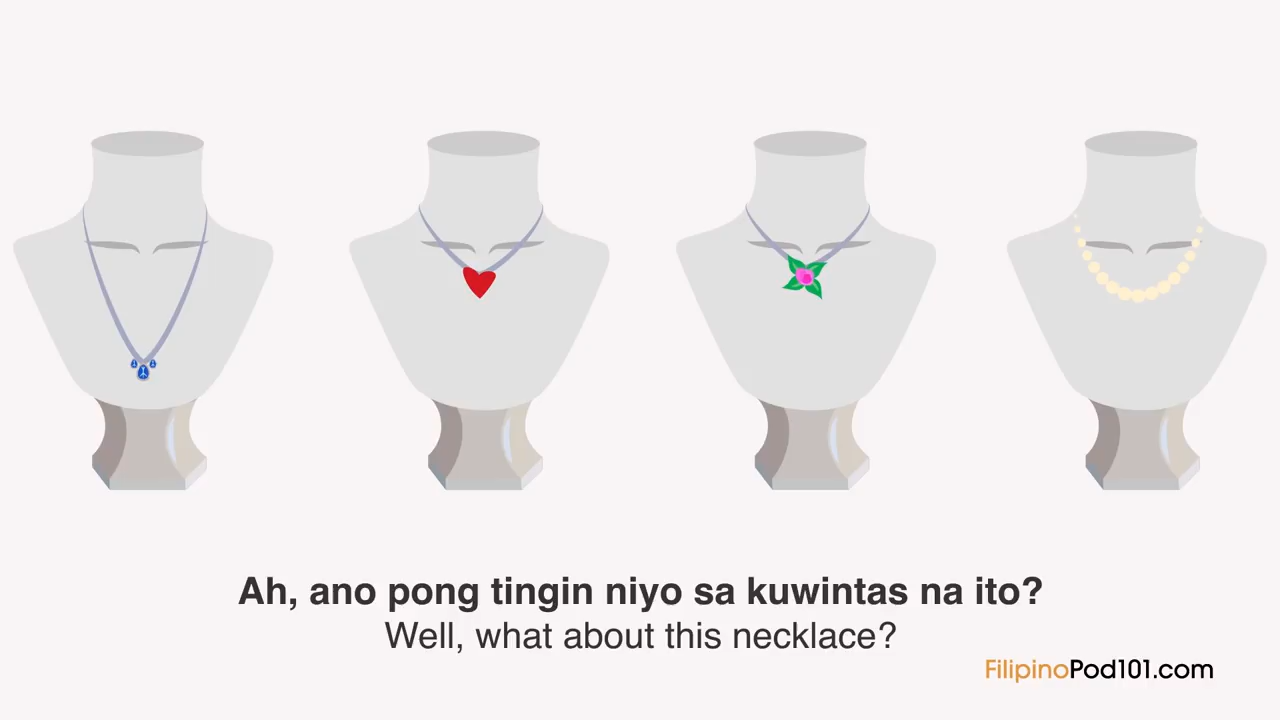 Ah, ano pong tingin niyo sa kuwintas na ito?
Well, what about this necklace?
FilipinoPod101.com